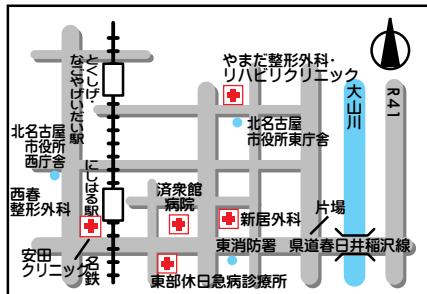 やまだ整形外科・
リハビリクリニック
とくしげ・
なごやげいだい駅
大山川
R41
北名古屋
市役所
西庁舎
北名古屋
市役所東庁舎
にしはる駅
西春
整形外科
済衆館
病院
新居外科
片場
安田
クリニック
名鉄
東消防署
県道春日井稲沢線
東部休日急病診療所